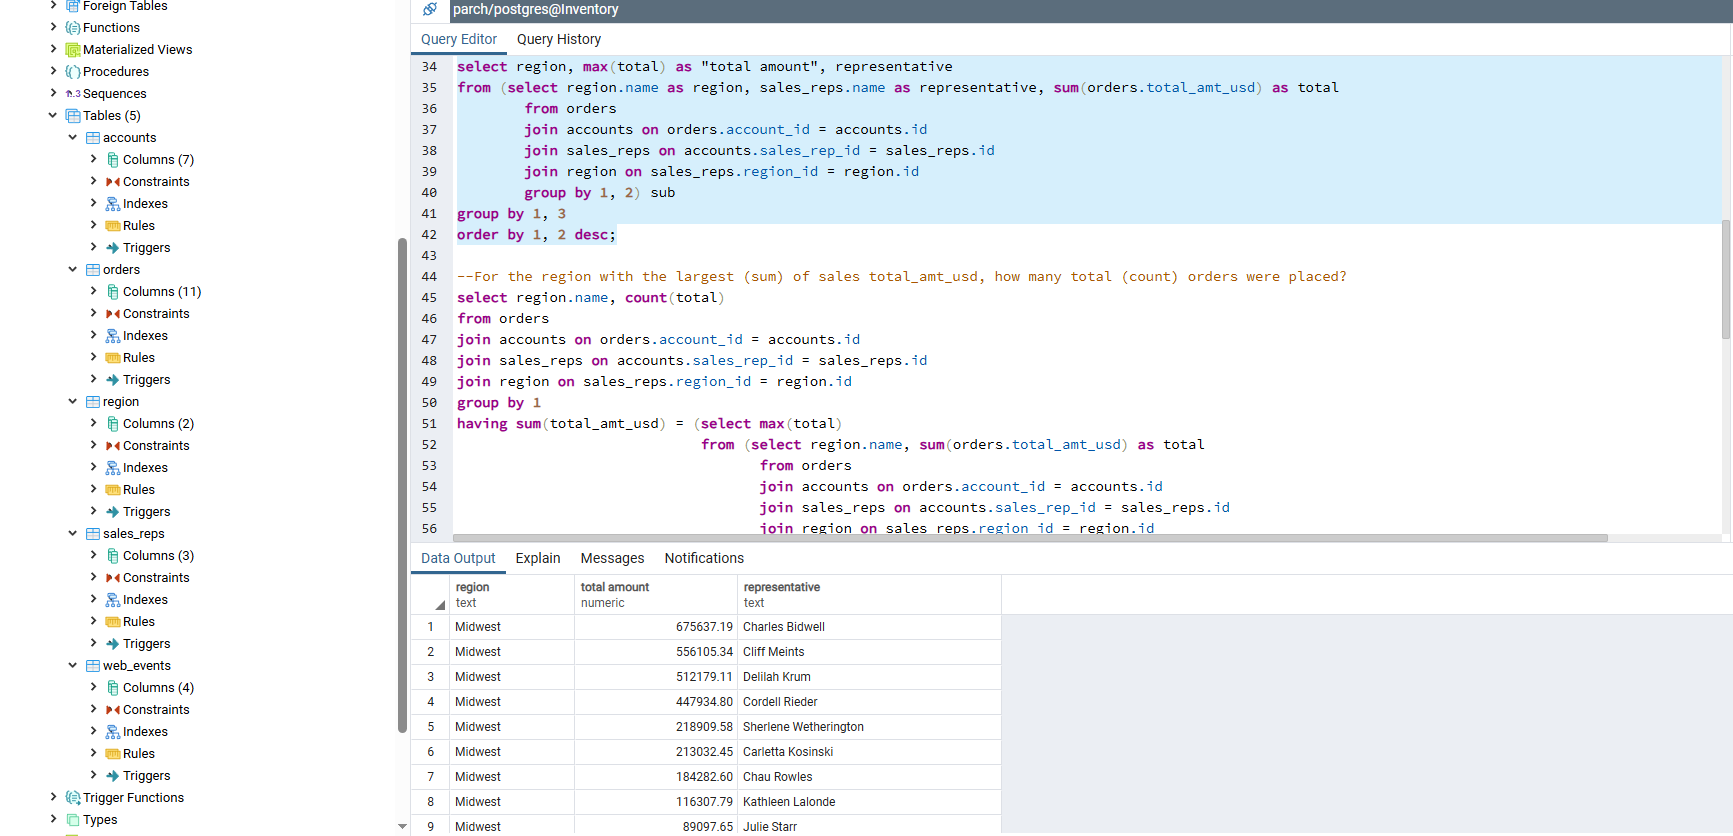 Foreign Tables
Functions
Materialized Views
Procedures
1..3 Sequences
Tables (5)
accounts
Columns (7)
Constraints
Indexes
Rules
Triggers
orders
Columns (11)
Constraints
Indexes
Rules
Triggers
region
Columns (2)
Constraints
Indexes
Rules
Triggers
sales_reps
Columns (3)
Constraints
Indexes
Rules
Triggers
web_events
Columns (4)
Constraints
Indexes
Rules
Triggers
Trigger Functions
Types
parch/postgres@Inventory
Query Editor Query History
34 select region, max(total) as "total amount", representative
35 from (select region.name as region, sales_reps.name as representative, sum(orders.total_amt_usd) as total
36 from orders
37 join accounts on orders.account_id = accounts.id
38 join sales_reps on accounts.sales_rep_id = sales_reps.id
39 join region on sales_reps.region_id = region.id
40 group by 1, 2) sub
41 group by 1, 3
42 order by 1, 2 desc;
43
44 --For the region with the largest (sum) of sales total_amt_usd, how many total (count) orders were placed?
45 select region.name, count(total)
46 from orders
47 join accounts on orders.account_id = accounts.id
48 join sales_reps on accounts.sales_rep_id = sales_reps.id
49 join region on sales_reps.region_id = region.id
50 group by 1
51 having sum(total_amt_usd) = (select max(total)
52 from (select region.name, sum(orders.total_amt_usd) as total
53 from orders
54 join accounts on orders.account_id = accounts.id
55 join sales_reps on accounts.sales_rep_id = sales_reps.id
56 join region on sales_reps.region_id = region.id
Data Output Explain Messages Notifications
region total amount representative
text numeric text
1 Midwest 675637.19 Charles Bidwell
2 Midwest 556105.34 Cliff Meints
3 Midwest 512179.11 Delilah Krum
4 Midwest 447934.80 Cordell Rieder
5 Midwest 218909.58 Sherlene Wetherington
6 Midwest 213032.45 Carletta Kosinski
7 Midwest 184282.60 Chau Rowles
8 Midwest 116307.79 Kathleen Lalonde
9 Midwest 89097.65 Julie Starr